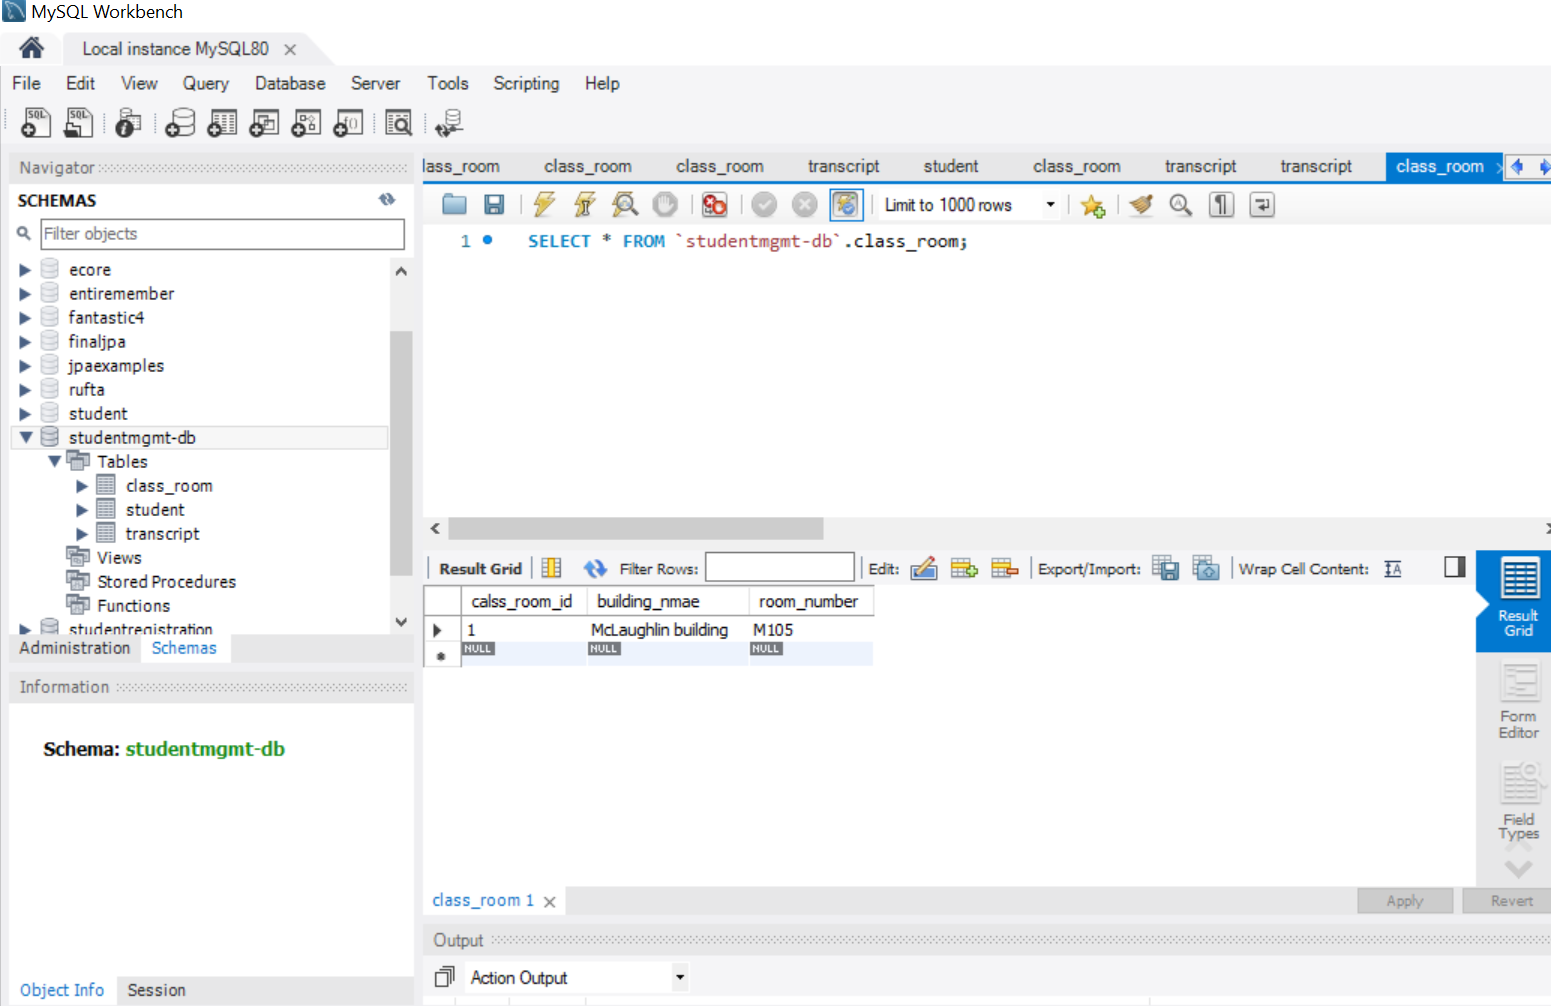 MySQL Workbench
Local instance MySQL80
File Edit View Query Database Server Tools Scripting Help
Navigator
SCHEMAS
Filter objects
ecore
entiremember
fantastic4
finaljpa
jpaexamples
rufta
student
studentmgmt-db
Tables
class_room
student
transcript
Views
Stored Procedures
Functions
studentregistration
Administration Schemas
Information
Schema: studentmgmt-db
Object Info Session
lass_room class_room class_room transcript student class_room transcript transcript class_room
Limit to 1000 rows
1 SELECT * FROM `studentmgmt-db`.class_room;
Result Grid Filter Rows: Edit: Export/Import: Wrap Cell Content:
calss_room_id building_nmae room_number
1 McLaughlin building M105
NULL NULL NULL
Result
Grid
Form
Editor
Field
Types
class_room 1
Apply Revert
Output
Action Output